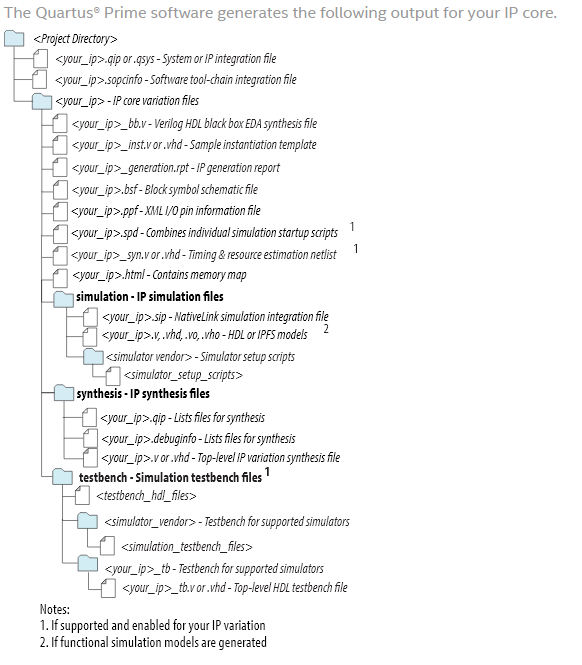 The Quartus® Prime software generates the following output for your IP core.
<Project Directory>
<your_ip>.qip or .qsys - System or IP integration file
<your_ip>.sopcinfo - Software tool-chain integration file
<your_ip> - IP core variation files
<your_ip>_bb.v - Verilog HDL black box EDA synthesis file
<your_ip>_inst.v or .vhd - Sample instantiation template
<your_ip>_generation.rpt - IP generation report
<your_ip>.bsf - Block symbol schematic file
<your_ip>.ppf - XML I/O pin information file
<your_ip>.spd - Combines individual simulation startup scripts 1
<your_ip>_syn.v or .vhd - Timing & resource estimation netlist 1
<your_ip>.html - Contains memory map
simulation - IP simulation files
<your_ip>.sip - NativeLink simulation integration file
<your_ip>.v, .vhd, .vo, .vho - HDL or IPFS models 2
<simulator vendor> - Simulator setup scripts
<simulator_setup_scripts>
synthesis - IP synthesis files
<your_ip>.qip - Lists files for synthesis
<your_ip>.debuginfo - Lists files for synthesis
<your_ip>.v or .vhd - Top-level IP variation synthesis file
testbench - Simulation testbench files 1
<testbench_hdl_files>
<simulator_vendor> - Testbench for supported simulators
<simulation_testbench_files>
<your_ip>_tb - Testbench for supported simulators
<your_ip>_tb.v or .vhd - Top-level HDL testbench file
Notes:
1. If supported and enabled for your IP variation
2. If functional simulation models are generated